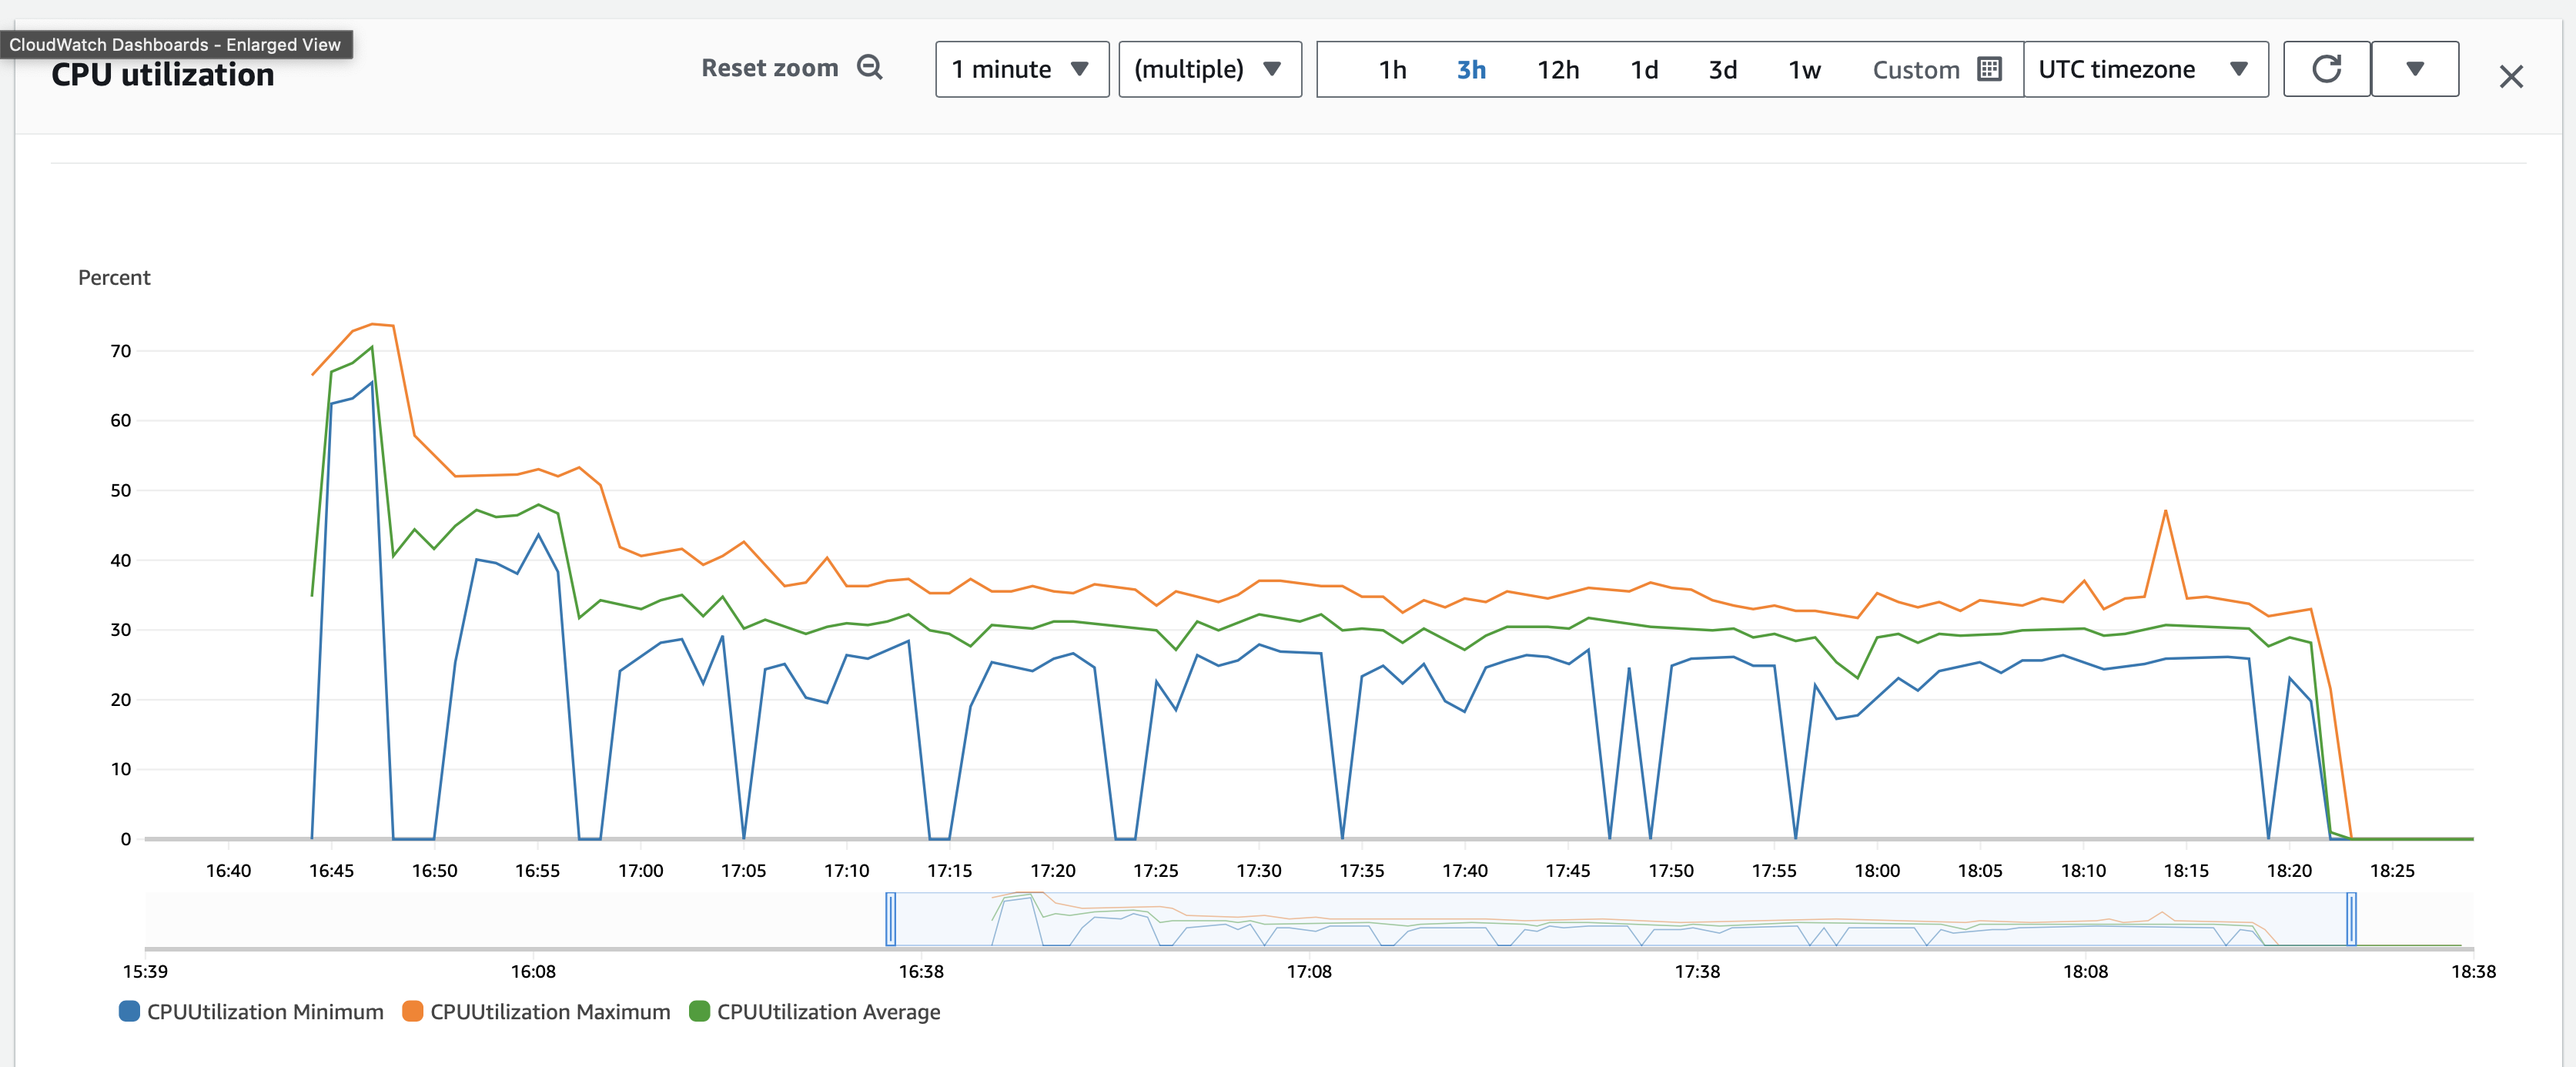 CloudWatch Dashboards - Enlarged View
CPU utilization
Reset zoom
1 minute
(multiple)
1h 3h 12h 1d 3d 1w Custom
UTC timezone
Percent
70
60
50
40
30
20
10
0
16:40 16:45 16:50 16:55 17:00 17:05 17:10 17:15 17:20 17:25 17:30 17:35 17:40 17:45 17:50 17:55 18:00 18:05 18:10 18:15 18:20 18:25
15:39 16:08 16:38 17:08 17:38 18:08 18:38
CPUUtilization Minimum CPUUtilization Maximum CPUUtilization Average